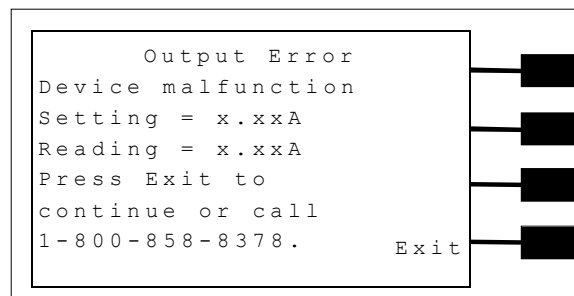 Output Error
Device malfunction
Setting = x.xxA
Reading = x.xxA
Press Exit to
continue or call
1-800-858-8378.
Exit